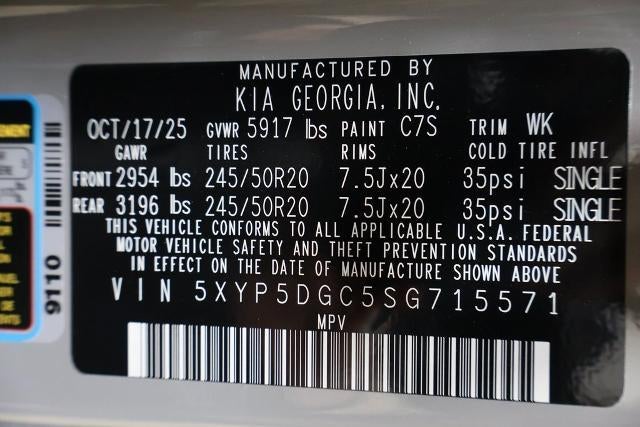 MANUFACTURED BY
KIA GEORGIA, INC.
OCT/17/25 GVWR 5917 lbs PAINT C7S TRIM WK
GAWR TIRES RIMS COLD TIRE INFL
FRONT 2954 lbs 245/50R20 7.5Jx20 35psi SINGLE
REAR 3196 lbs 245/50R20 7.5Jx20 35psi SINGLE
THIS VEHICLE CONFORMS TO ALL APPLICABLE U.S.A. FEDERAL
MOTOR VEHICLE SAFETY AND THEFT PREVENTION STANDARDS
IN EFFECT ON THE DATE OF MANUFACTURE SHOWN ABOVE
VIN 5XYP5DGC5SG715571
MPV
9110